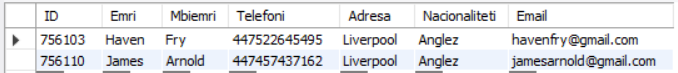 ID Emri Mbiemri Telefoni Adresa Nacionaliteti Email
756103 Haven Fry 447522645495 Liverpool Anglez havenfry@gmail.com
756110 James Arnold 447457437162 Liverpool Anglez jamesarnold@gmail.com